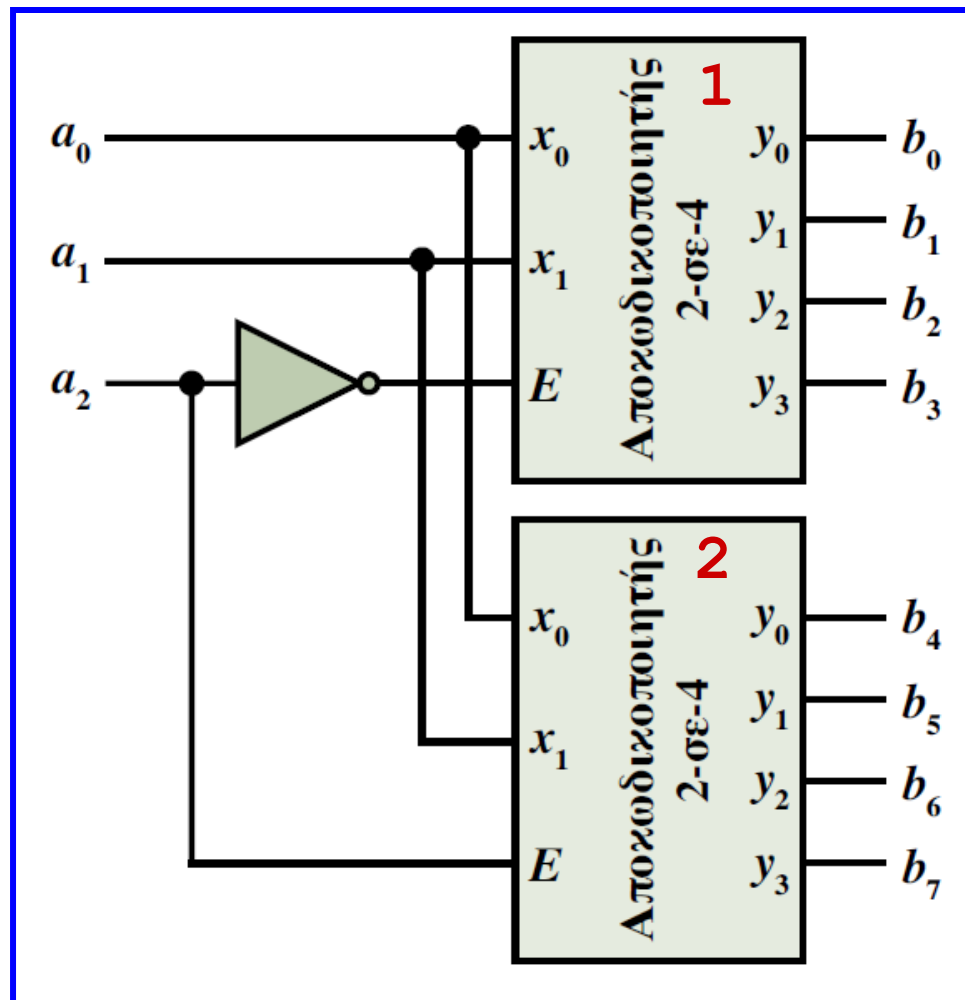 a₀
a₁
a₂
1
x₀
x₁
E
Αποκωδικοποιητής
2-σε-4
y₀
y₁
y₂
y₃
b₀
b₁
b₂
b₃
2
x₀
x₁
E
Αποκωδικοποιητής
2-σε-4
y₀
y₁
y₂
y₃
b₄
b₅
b₆
b₇